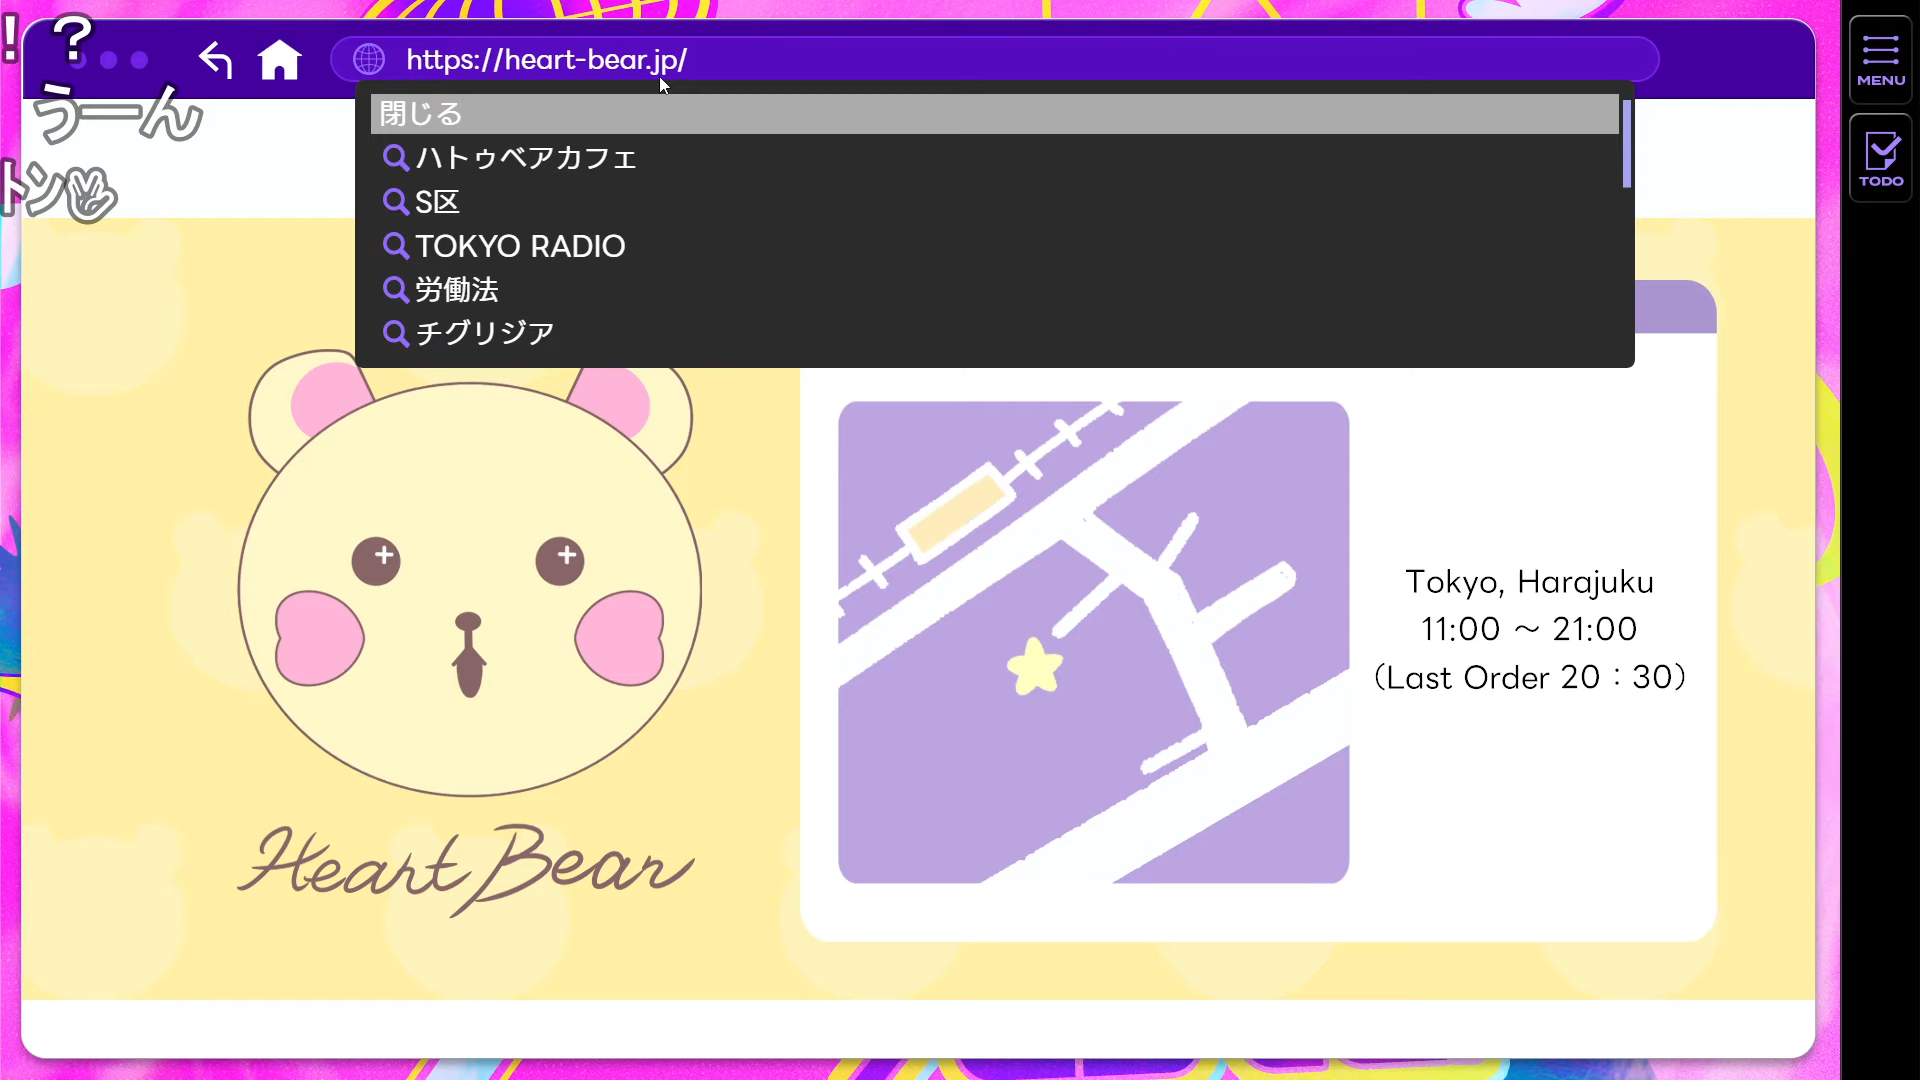 ！？
うーん
トン
https://heart-bear.jp/
閉じる
ハトゥベアカフェ
S区
TOKYO RADIO
労働法
チグリジア
MENU
TODO
Heart Bear
Tokyo, Harajuku
11:00 ～ 21:00
(Last Order 20：30)